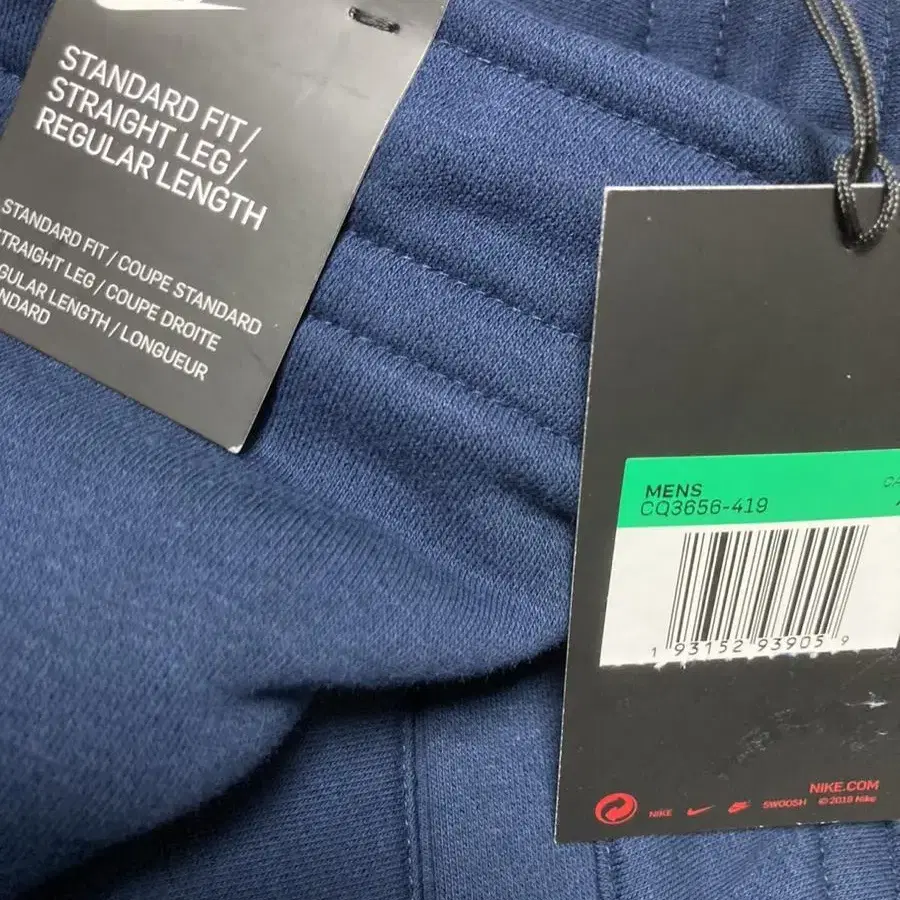 STANDARD FIT /
STRAIGHT LEG/
REGULAR LENGTH
STANDARD FIT / COUPE STANDARD
STRAIGHT LEG / COUPE DROITE
GULAR LENGTH / LONGUEUR
NDARD
MENS
CQ3656-419
1 93152 93905 9
NIKE.COM
NIKE SWOOSH © 2018 Nike